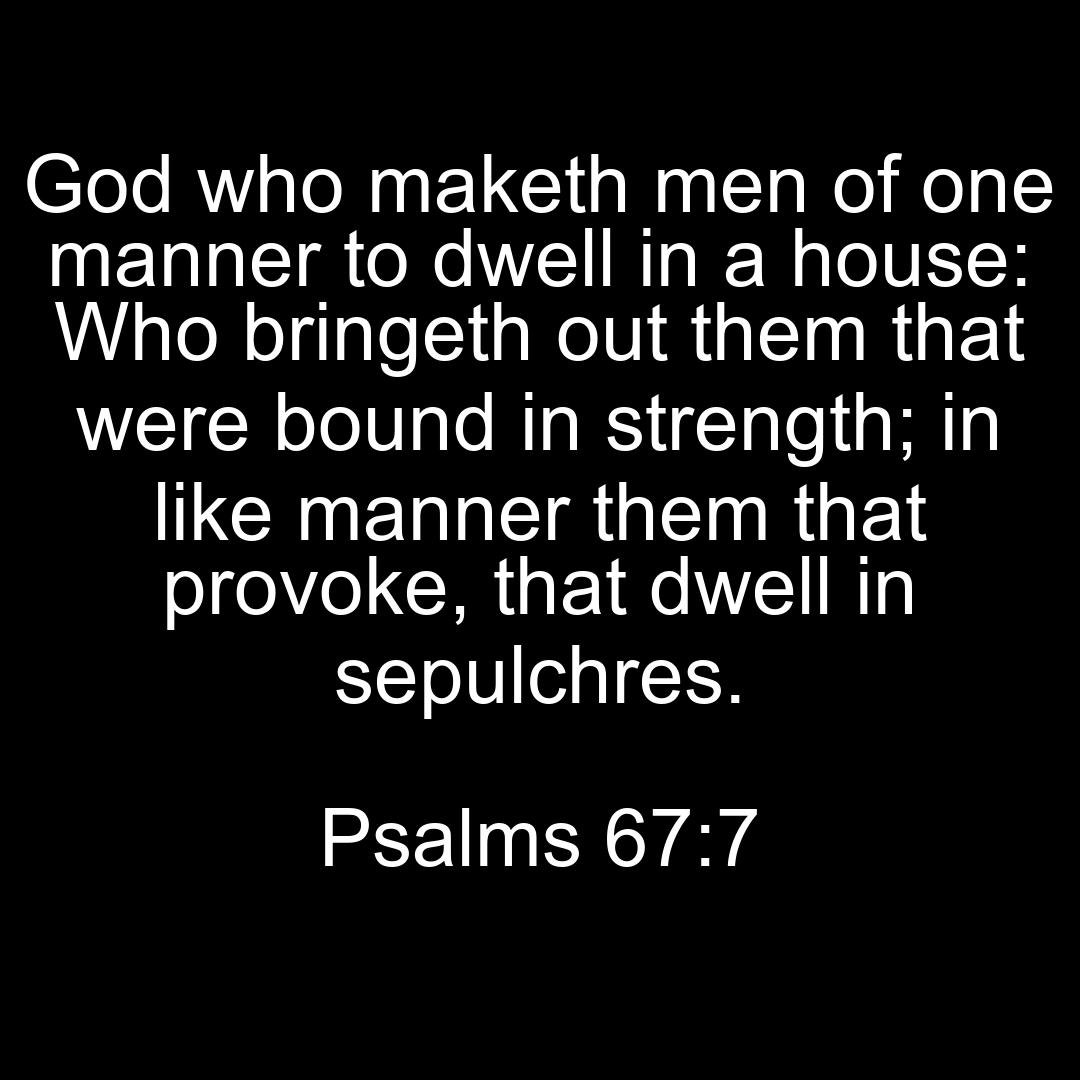 God who maketh men of one
manner to dwell in a house:
Who bringeth out them that
were bound in strength; in
like manner them that
provoke, that dwell in
sepulchres.
Psalms 67:7